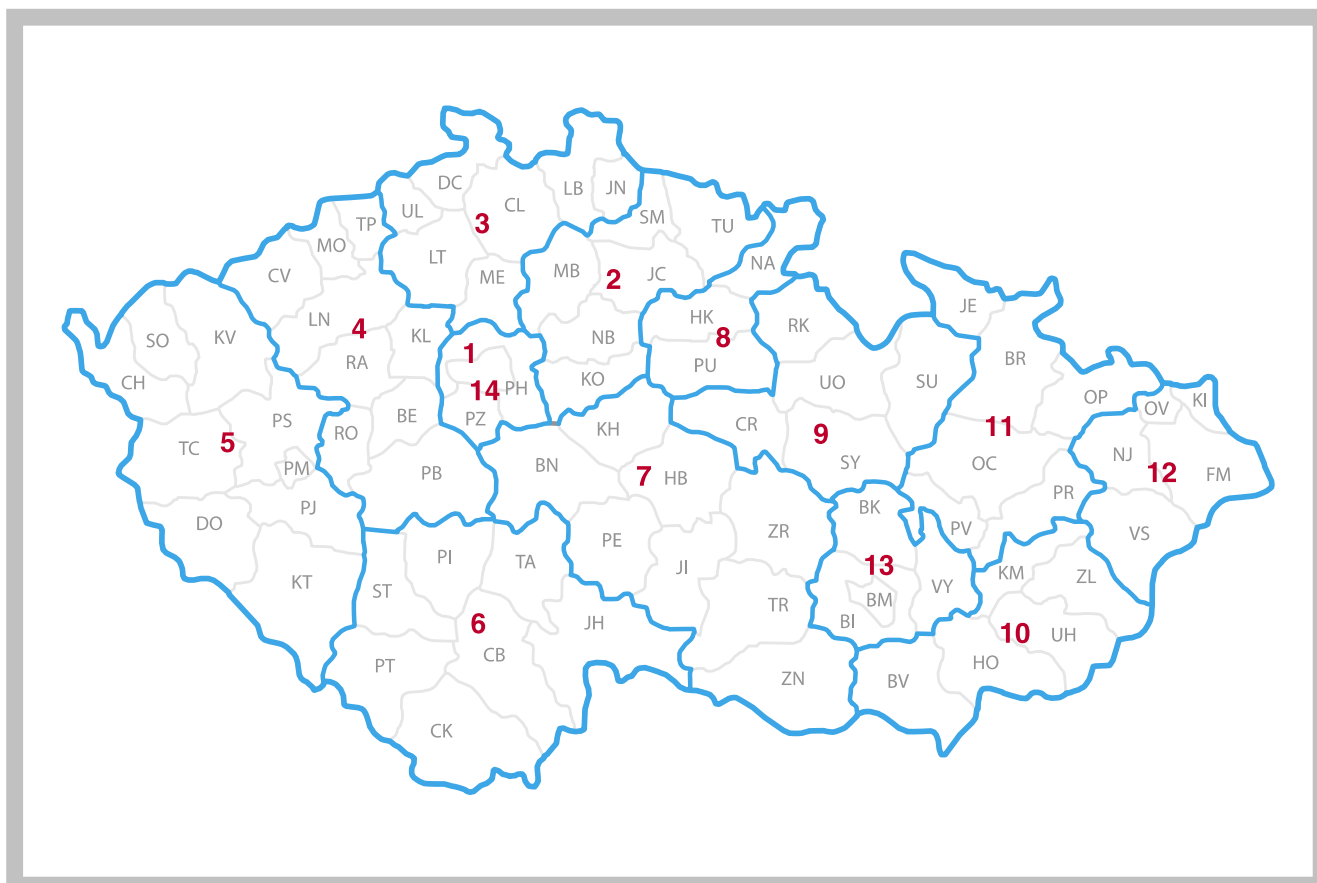 DC
LB
JN
CL
UL
SM
TP
3
TU
MO
LT
NA
CV
ME
MB
2
JC
JE
LN
4
HK
RK
KL
NB
8
SO
KV
1
BR
RA
PU
KO
CH
14
PH
UO
SU
OP
KI
OV
BE
PZ
PS
RO
KH
CR
9
11
TC
5
NJ
PM
BN
SY
OC
PB
7
HB
12
FM
PR
PJ
BK
DO
PV
ZR
VS
PE
PI
TA
13
JI
KM
ZL
KT
ST
VY
BM
TR
6
JH
BI
10
UH
CB
HO
PT
ZN
BV
CK